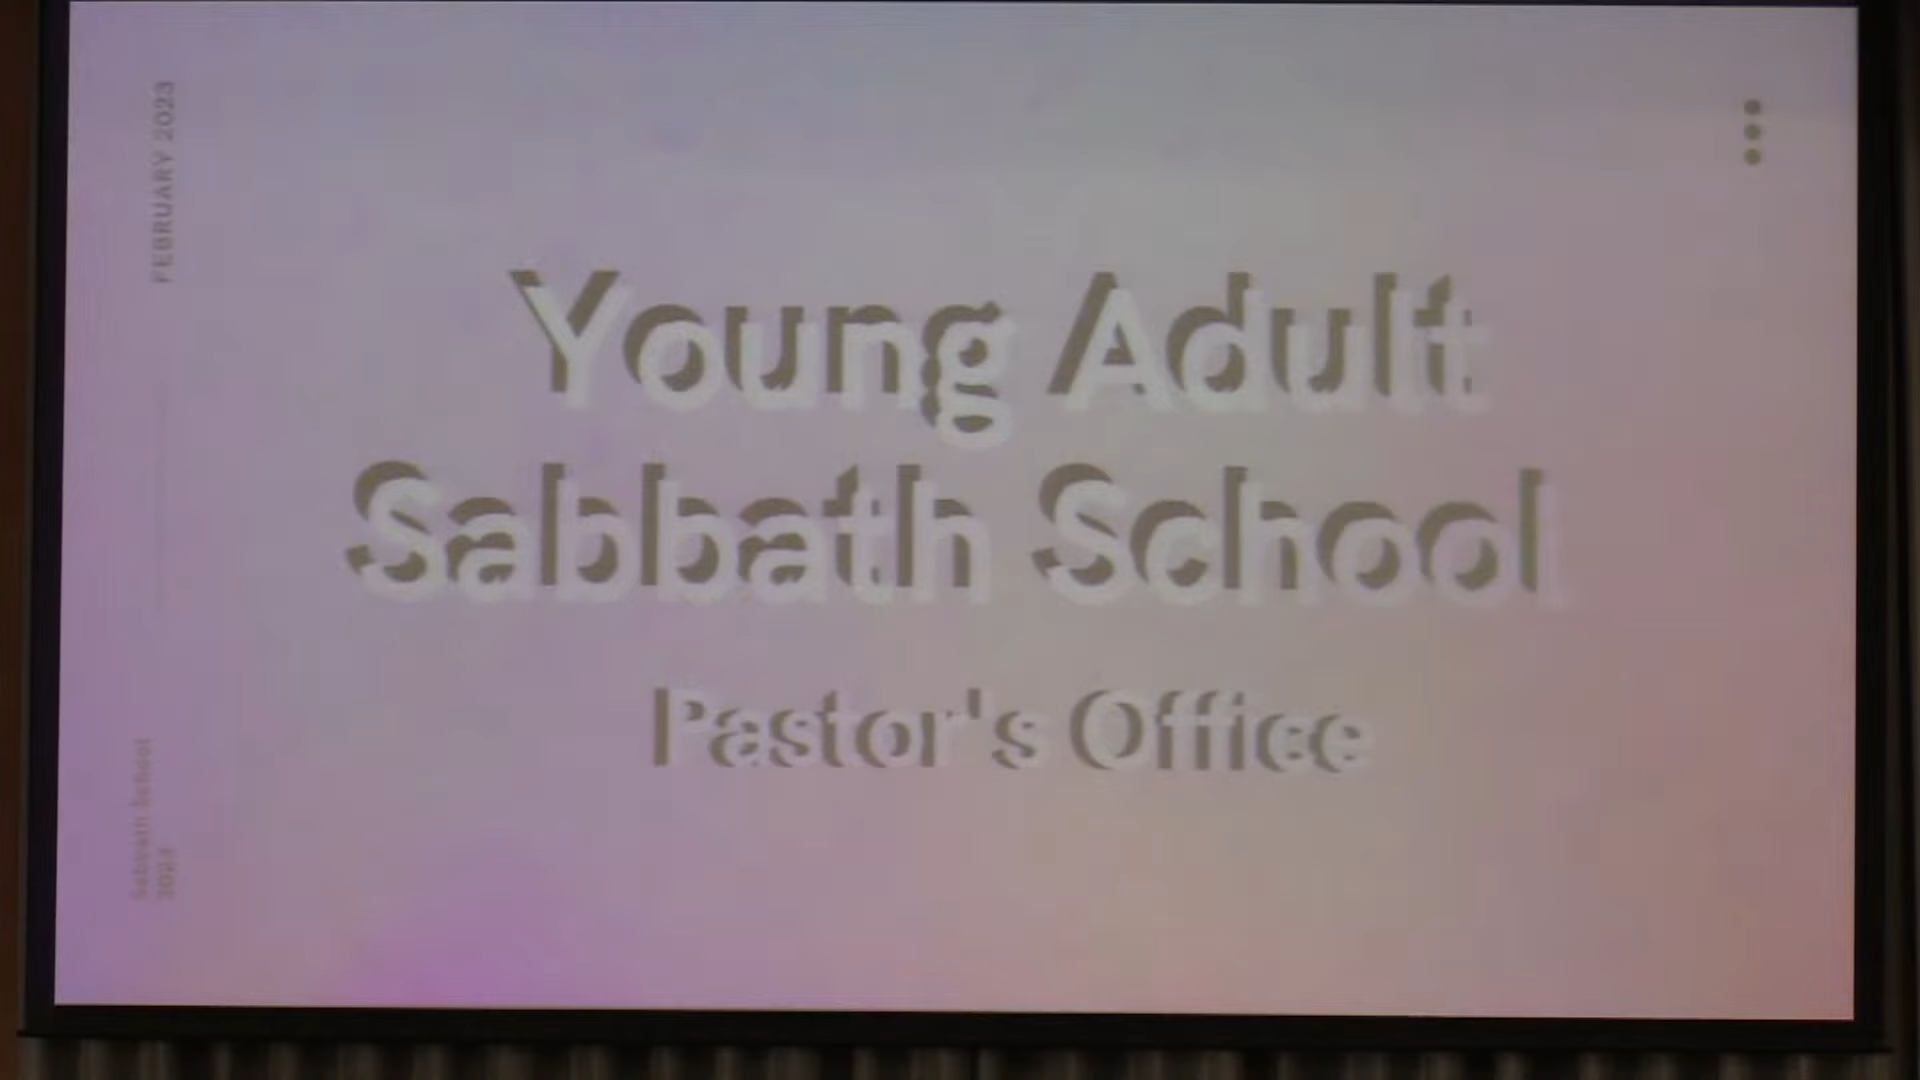 FEBRUARY 2023
Young Adult
Sabbath School
Pastor's Office
Sabbath School